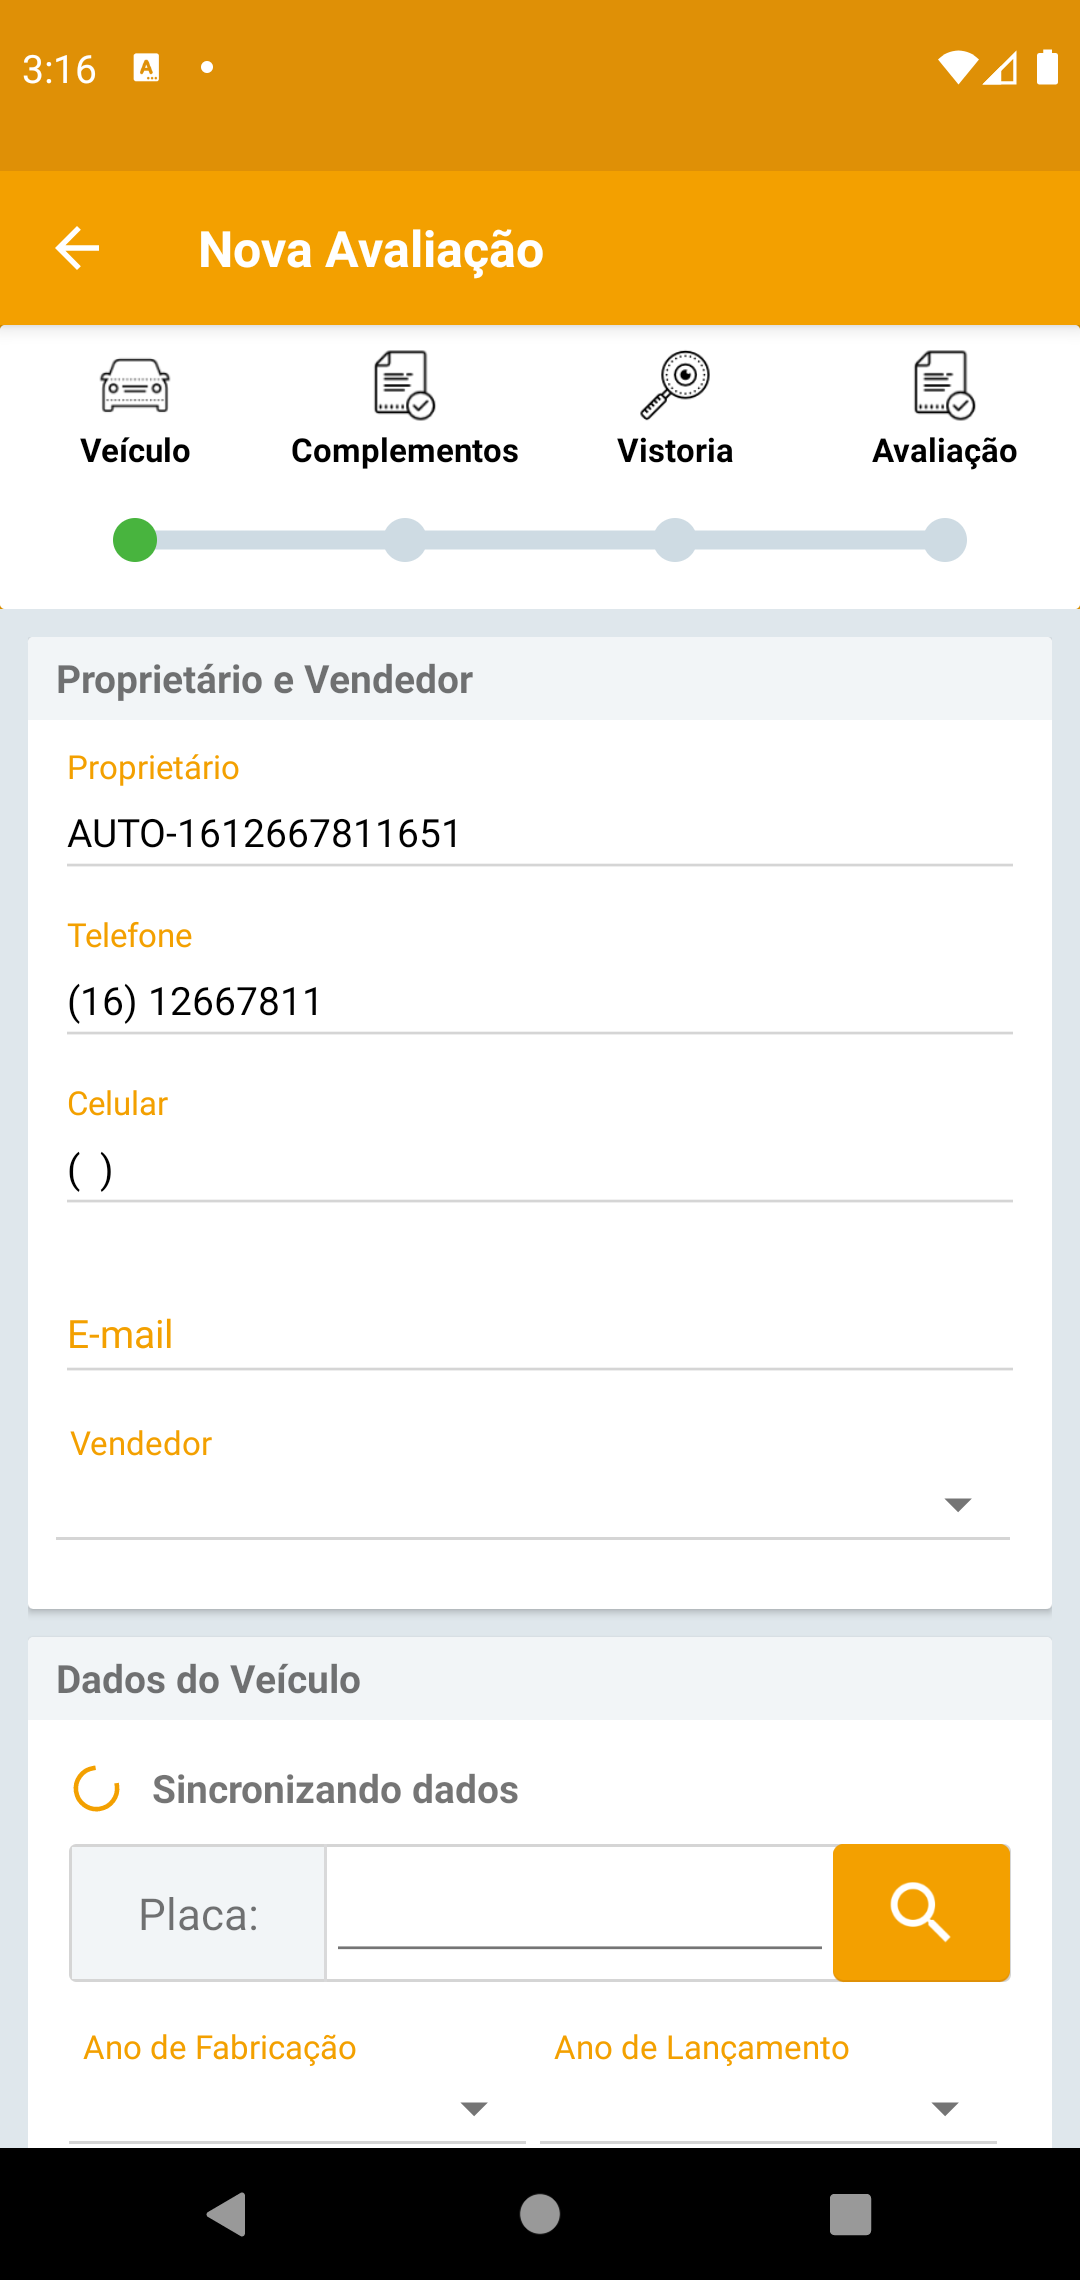 3:16
Nova Avaliação
Veículo
Complementos
Vistoria
Avaliação
Proprietário e Vendedor
Proprietário
AUTO-1612667811651
Telefone
(16) 12667811
Celular
(  )
E-mail
Vendedor
Dados do Veículo
Sincronizando dados
Placa:
Ano de Fabricação
Ano de Lançamento